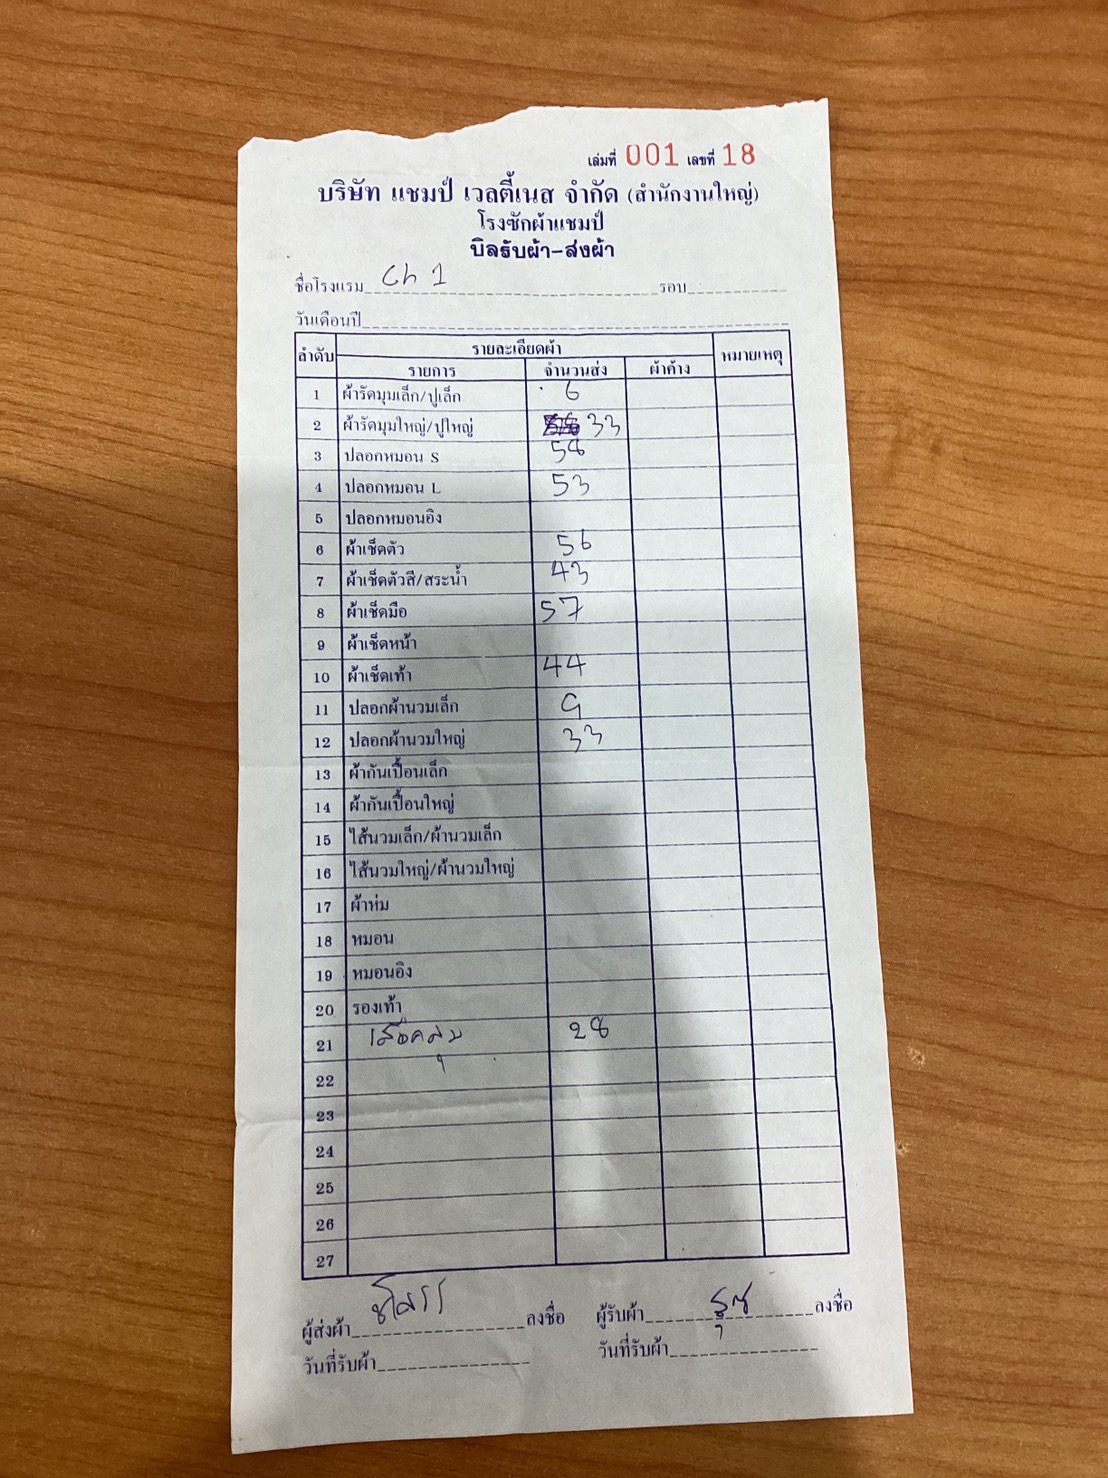 เล่มที่ 001 เลขที่ 18
บริษัท แชมป์ เวลตี้เนส จำกัด (สำนักงานใหญ่)
โรงซักผ้าแชมป์
บิลรับผ้า-ส่งผ้า
ชื่อโรงแรม Ch 1 รอบ
วันเดือนปี
ลำดับ รายละเอียดผ้า หมายเหตุ
รายการ จำนวนส่ง ผ้าค้าง
1 ผ้ารัดมุมเล็ก/ปูเล็ก 6
2 ผ้ารัดมุมใหญ่/ปูใหญ่ 33
3 ปลอกหมอน S 58
4 ปลอกหมอน L 53
5 ปลอกหมอนอิง
6 ผ้าเช็ดตัว 56
7 ผ้าเช็ดตัวสี/สระน้ำ 43
8 ผ้าเช็ดมือ 57
9 ผ้าเช็ดหน้า
10 ผ้าเช็ดเท้า 44
11 ปลอกผ้านวมเล็ก 9
12 ปลอกผ้านวมใหญ่ 33
13 ผ้ากันเปื้อนเล็ก
14 ผ้ากันเปื้อนใหญ่
15 ไส้นวมเล็ก/ผ้านวมเล็ก
16 ไส้นวมใหญ่/ผ้านวมใหญ่
17 ผ้าห่ม
18 หมอน
19 หมอนอิง
20 รองเท้า
21 เสื้อคลุม 28
22
23
24
25
26
27
ผู้ส่งผ้า ลงชื่อ ผู้รับผ้า ลงชื่อ
วันที่รับผ้า วันที่รับผ้า